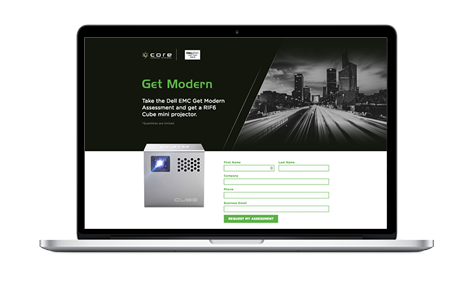 core
Get Modern
Take the Dell EMC Get Modern
Assessment and get a RIF6
Cube mini projector.
First Name
Last Name
Company
Phone
Business Email
REQUEST MY ASSESSMENT
CUBE